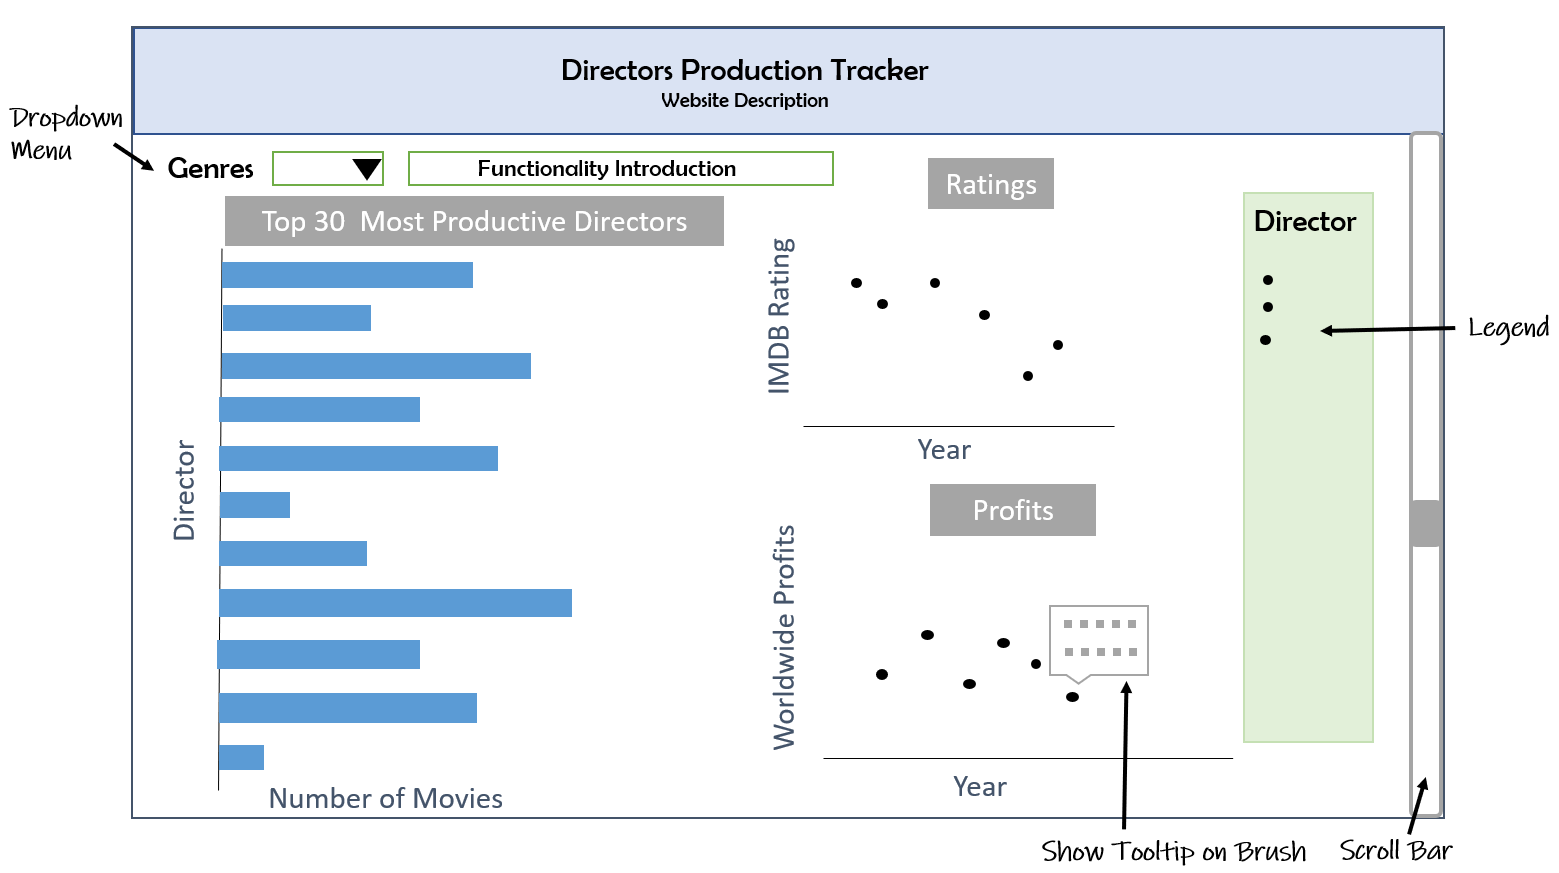 Directors Production Tracker
Website Description
Dropdown
Menu
Genres
Functionality Introduction
Ratings
Top 30  Most Productive Directors
Director
IMDB Rating
Legend
Year
Director
Profits
Worldwide Profits
Year
Number of Movies
Show Tooltip on Brush
Scroll Bar